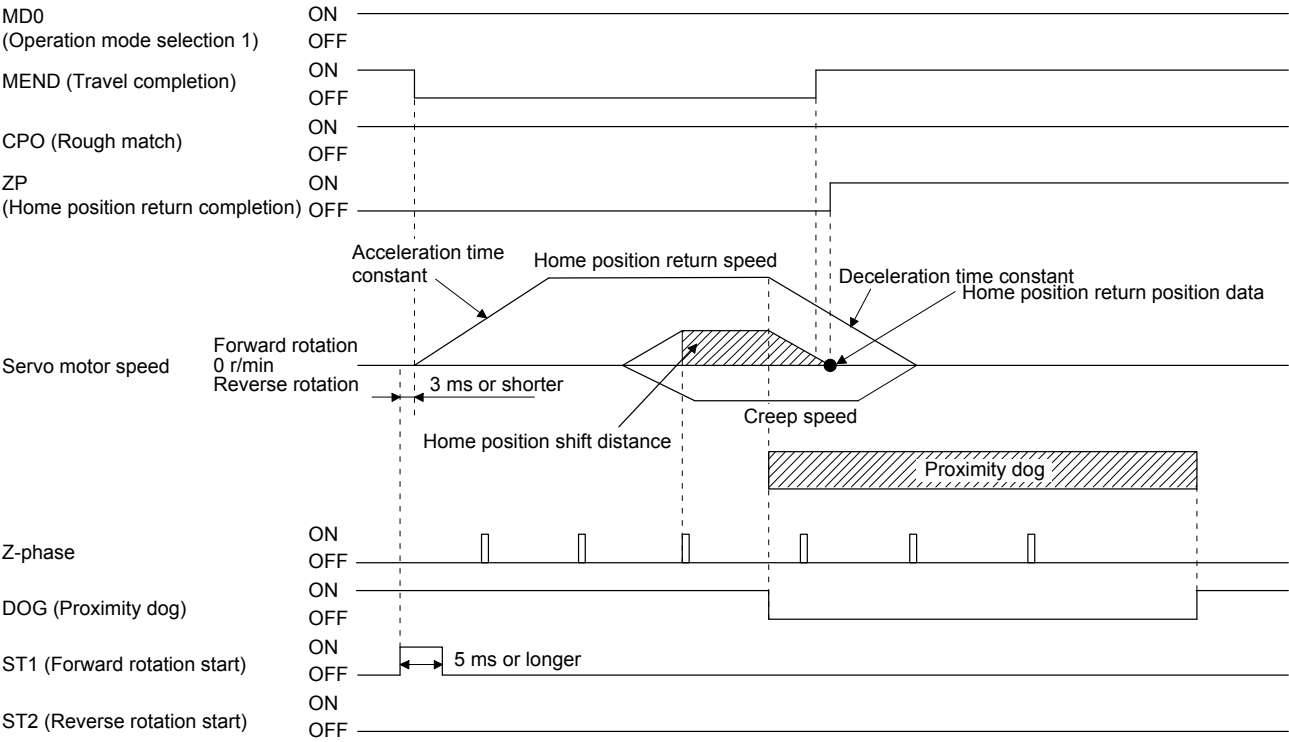 MD0
(Operation mode selection 1)
ON
OFF
MEND (Travel completion)
ON
OFF
CPO (Rough match)
ON
OFF
ZP
(Home position return completion)
ON
OFF
Acceleration time
constant
Home position return speed
Deceleration time constant
Home position return position data
Servo motor speed
Forward rotation
0 r/min
Reverse rotation
3 ms or shorter
Creep speed
Home position shift distance
Proximity dog
Z-phase
ON
OFF
DOG (Proximity dog)
ON
OFF
ST1 (Forward rotation start)
ON
OFF
5 ms or longer
ST2 (Reverse rotation start)
ON
OFF